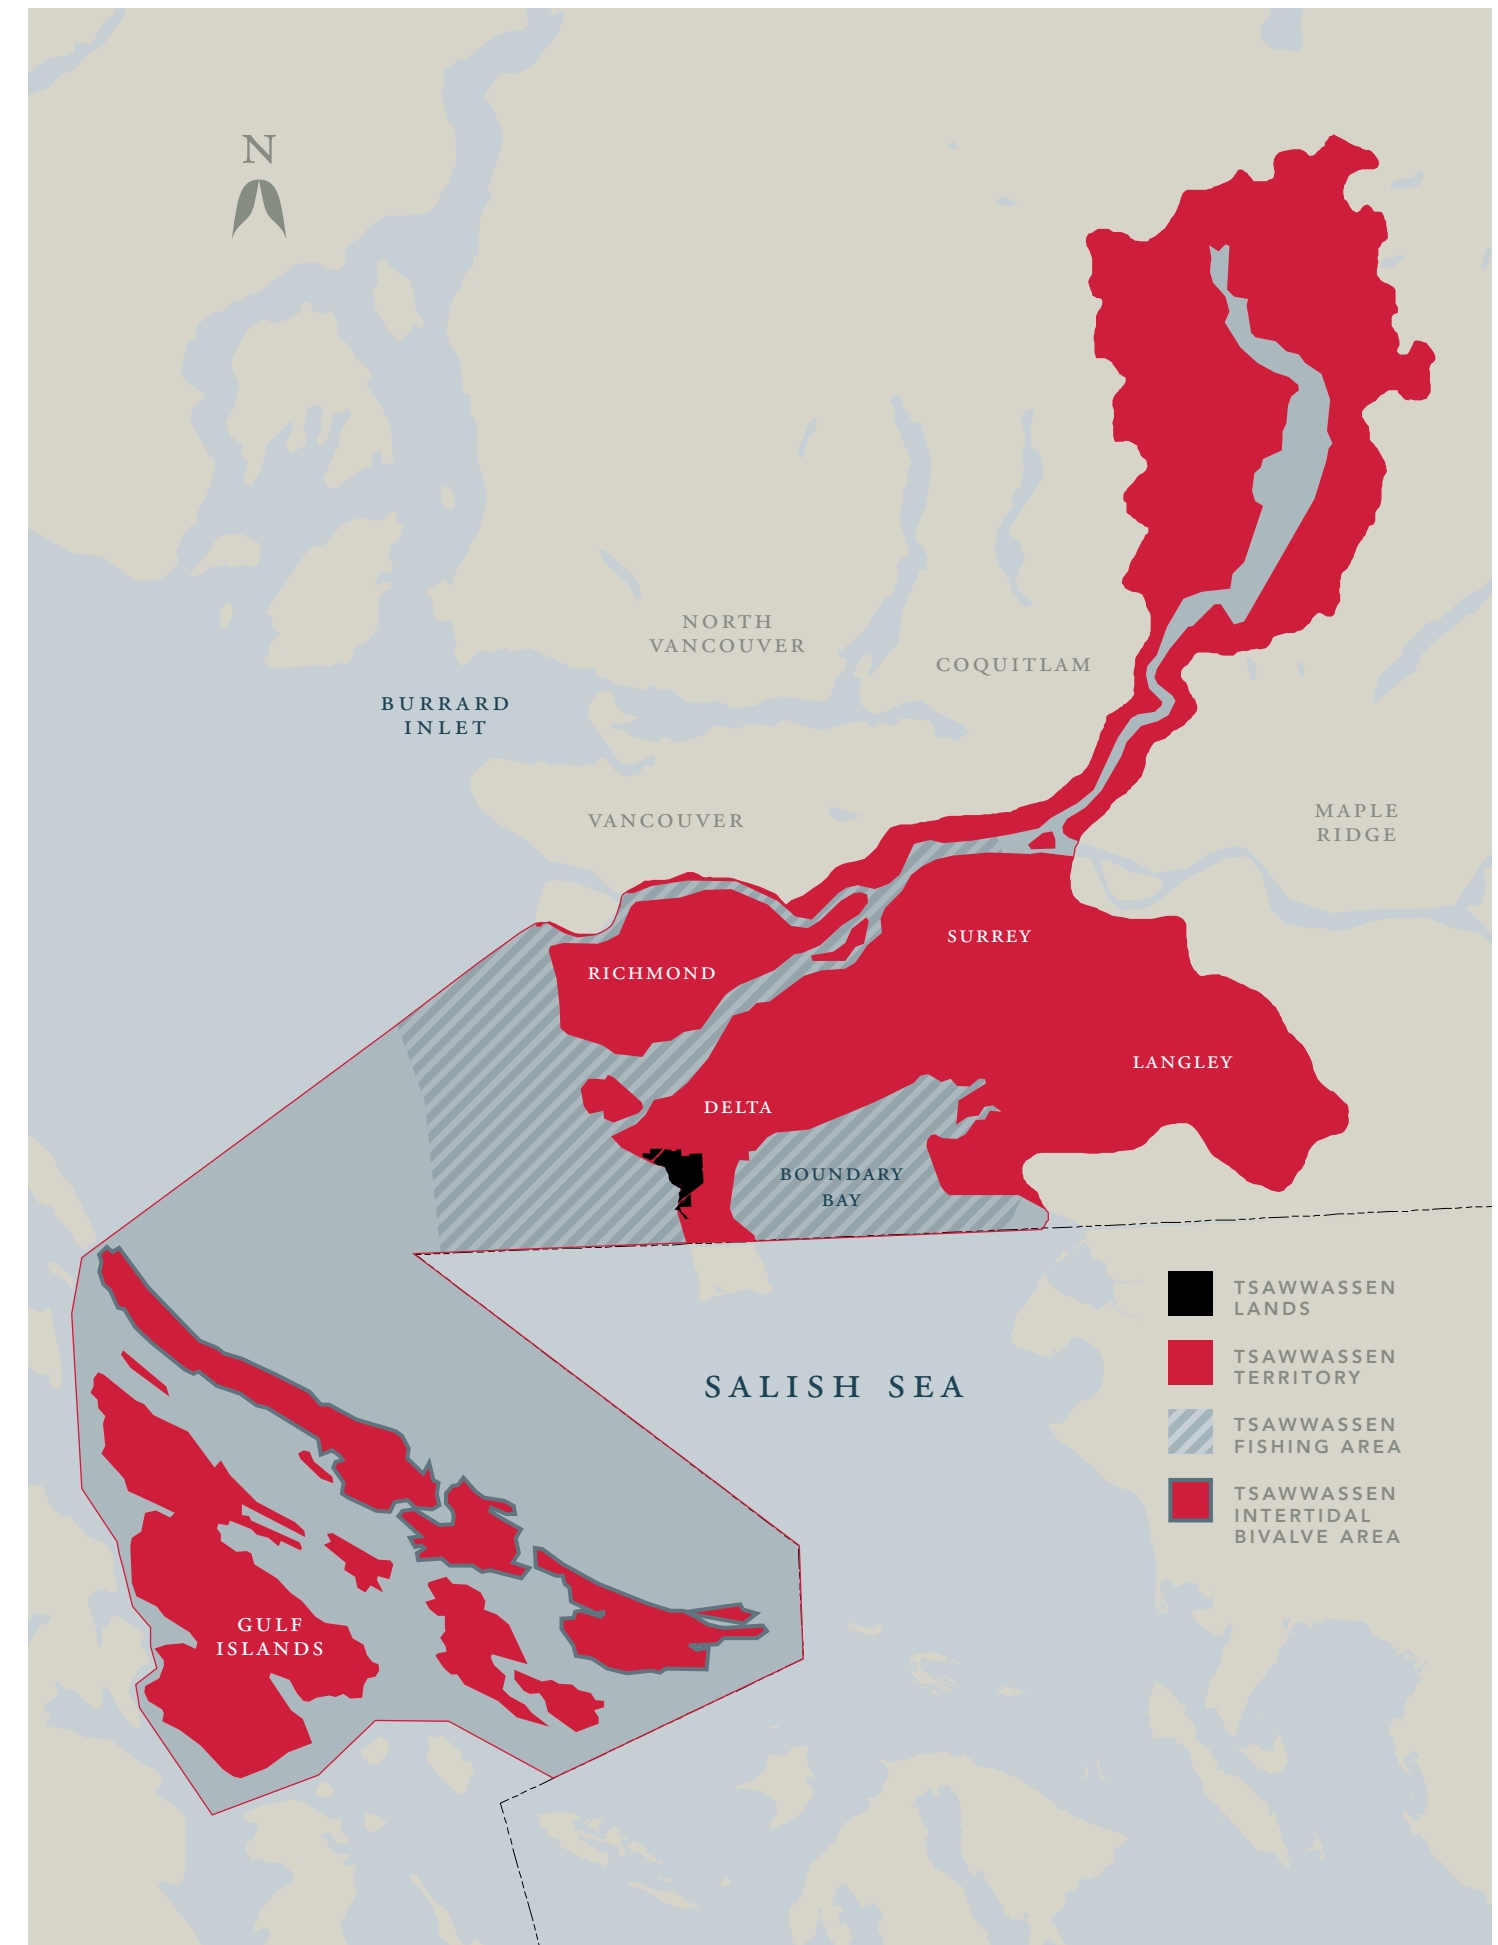 N
NORTH
VANCOUVER
COQUITLAM
BURRARD
INLET
VANCOUVER
MAPLE
RIDGE
SURREY
RICHMOND
LANGLEY
DELTA
BOUNDARY
BAY
SALISH SEA
GULF
ISLANDS
TSAWWASSEN
LANDS
TSAWWASSEN
TERRITORY
TSAWWASSEN
FISHING AREA
TSAWWASSEN
INTERTIDAL
BIVALVE AREA